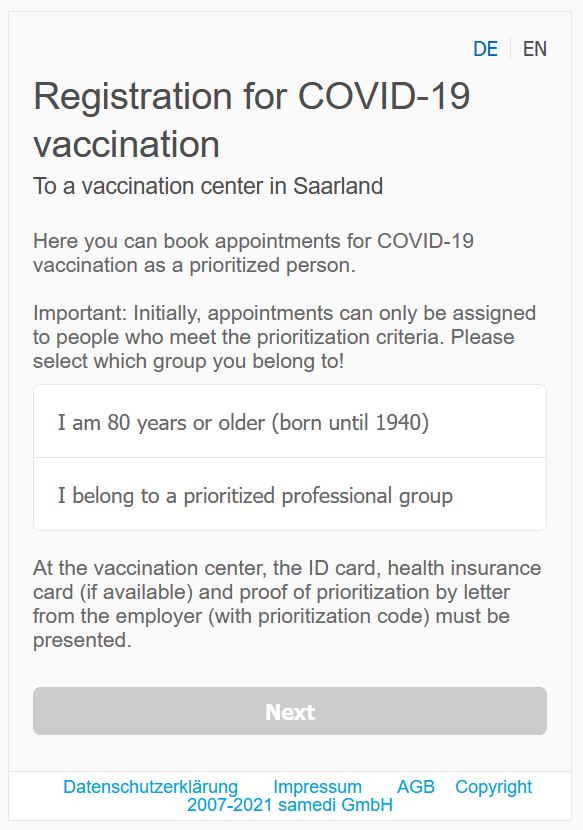 DE EN
Registration for COVID-19
vaccination
To a vaccination center in Saarland
Here you can book appointments for COVID-19
vaccination as a prioritized person.
Important: Initially, appointments can only be assigned
to people who meet the prioritization criteria. Please
select which group you belong to!
I am 80 years or older (born until 1940)
I belong to a prioritized professional group
At the vaccination center, the ID card, health insurance
card (if available) and proof of prioritization by letter
from the employer (with prioritization code) must be
presented.
Next
Datenschutzerklärung Impressum AGB Copyright
2007-2021 samedi GmbH